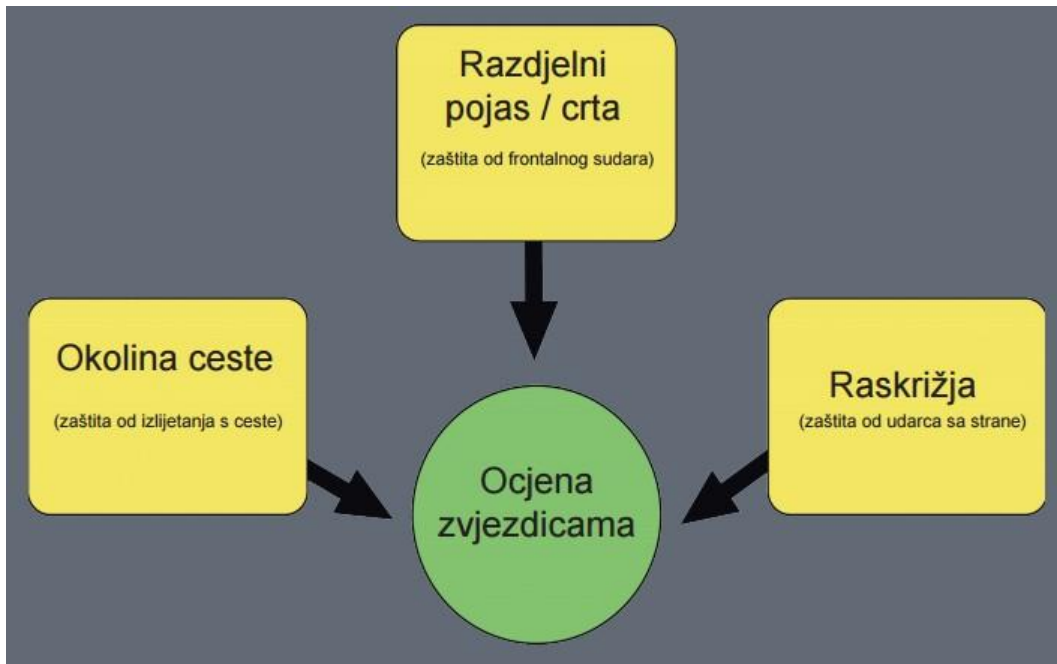 Razdjelni
pojas / crta
(zaštita od frontalnog sudara)
Okolina ceste
(zaštita od izlijetanja s ceste)
Raskrižja
(zaštita od udarca sa strane)
Ocjena
zvjezdicama